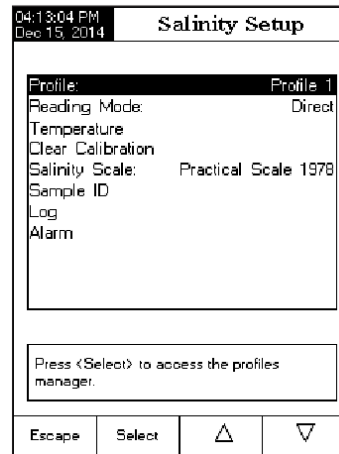 04:13:04 PM
Dec 15, 2014
Salinity Setup
Profile: Profile 1
Reading Mode: Direct
Temperature
Clear Calibration
Salinity Scale: Practical Scale 1978
Sample ID
Log
Alarm
Press <Select> to access the profiles
manager.
Escape Select △ ▽